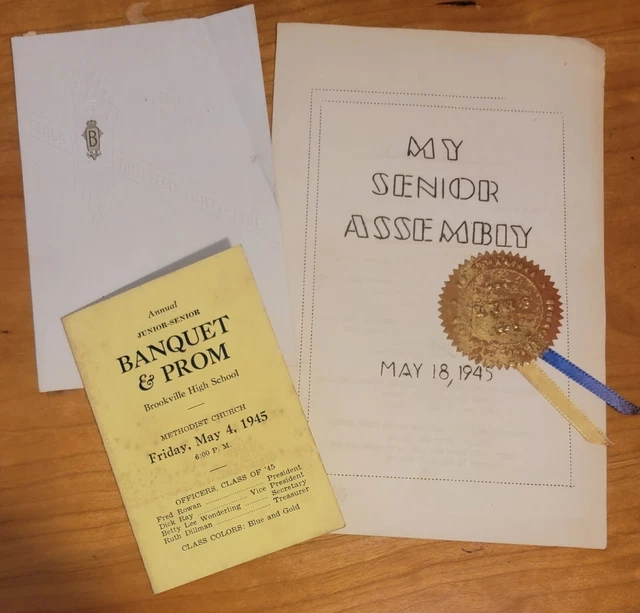 B
MY
SENIOR
ASSEMBLY
MAY 18, 1945
Annual
JUNIOR-SENIOR
BANQUET
& PROM
Brookville High School
METHODIST CHURCH
Friday, May 4, 1945
6:00 P. M.
OFFICERS, CLASS OF '45
Fred Rowan ........ President
Dick Ray ........ Vice President
Betty Lee Wonderling ........ Secretary
Ruth Dillman ........ Treasurer
CLASS COLORS: Blue and Gold